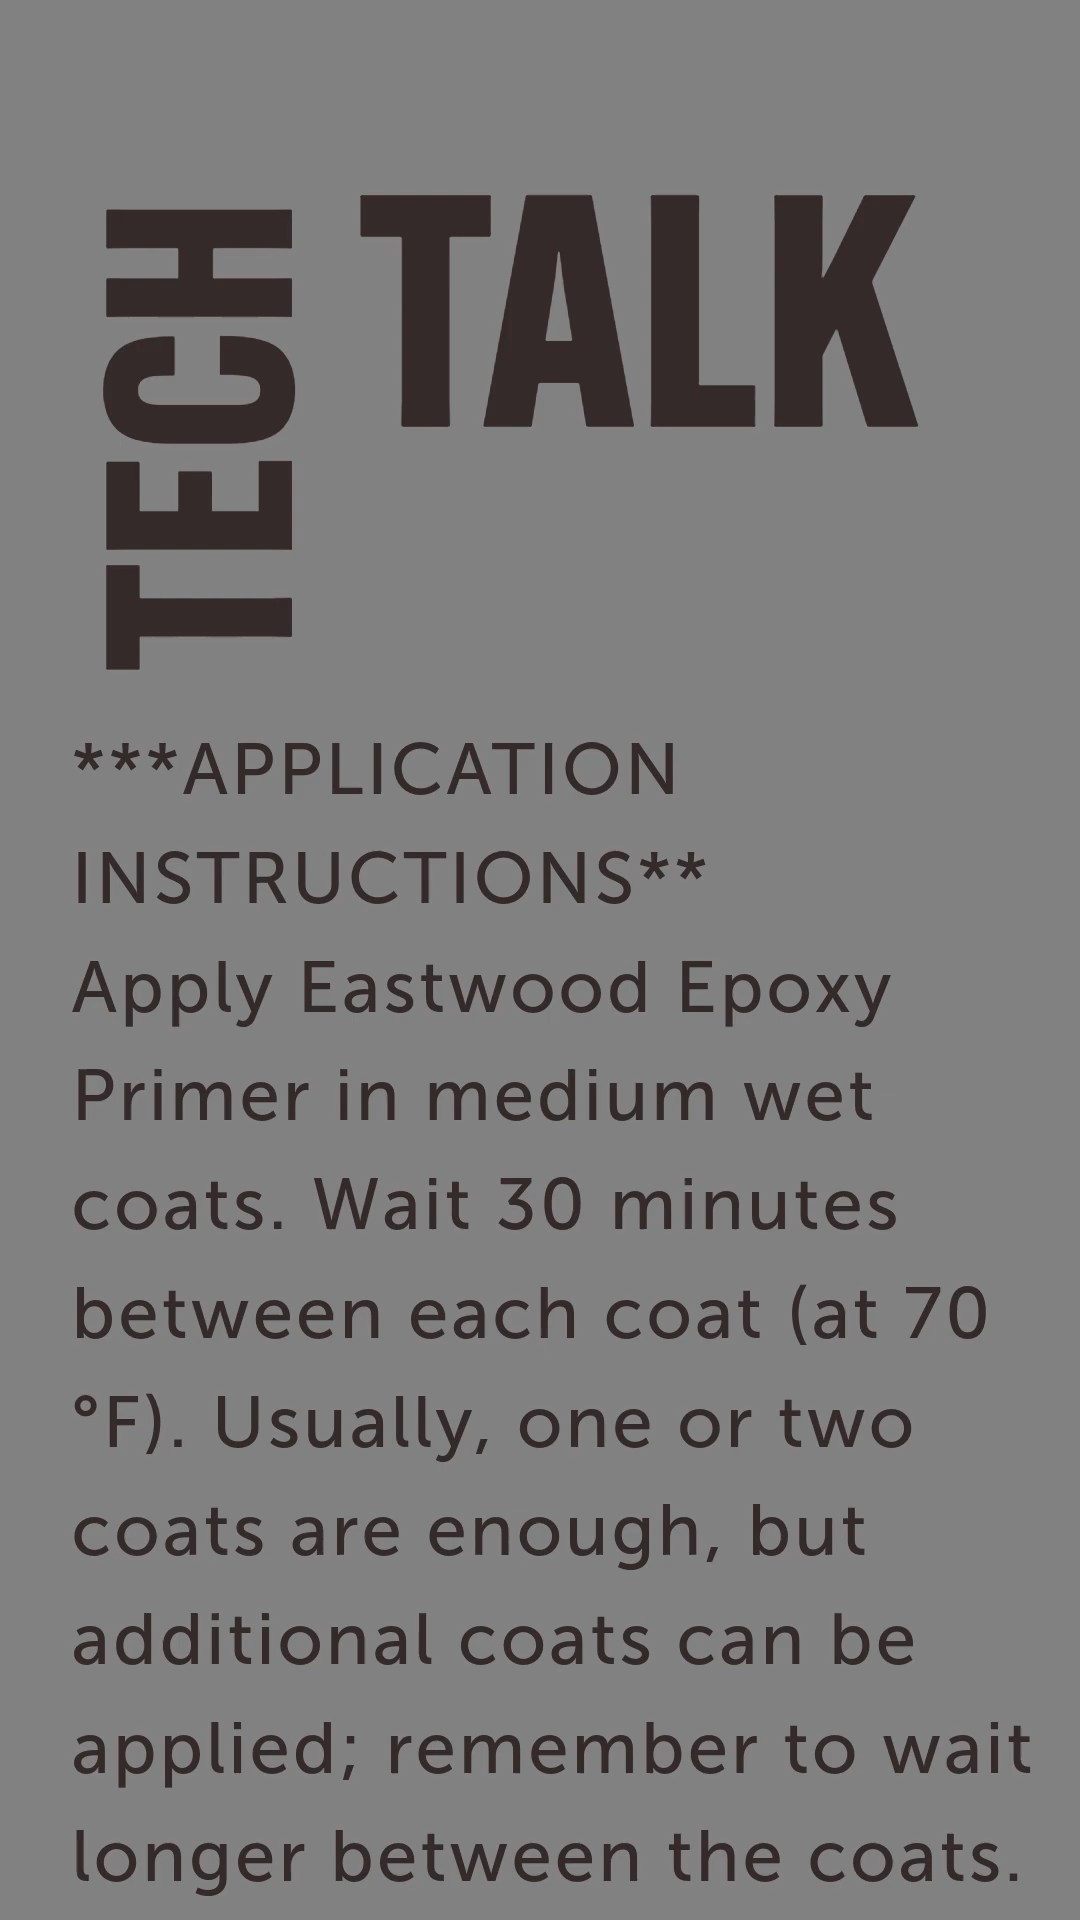 TECH TALK
***APPLICATION
INSTRUCTIONS**
Apply Eastwood Epoxy
Primer in medium wet
coats. Wait 30 minutes
between each coat (at 70
°F). Usually, one or two
coats are enough, but
additional coats can be
applied; remember to wait
longer between the coats.